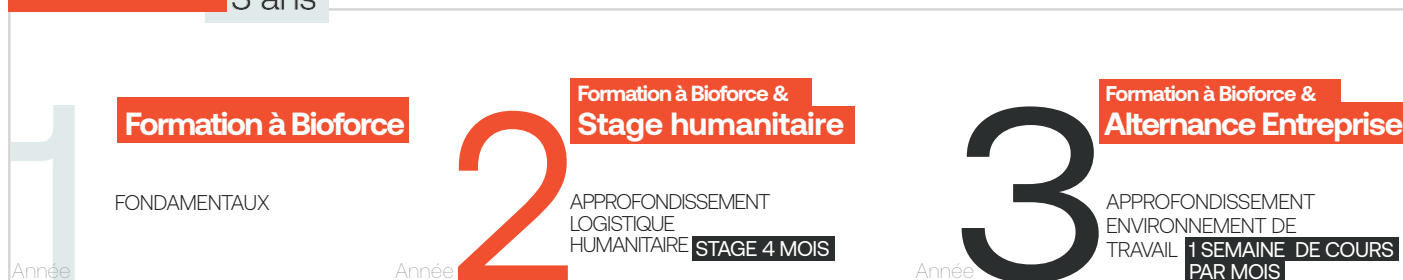 3 ans
1
Année
Formation à Bioforce
FONDAMENTAUX
2
Année
Formation à Bioforce &
Stage humanitaire
APPROFONDISSEMENT
LOGISTIQUE
HUMANITAIRE STAGE 4 MOIS
3
Année
Formation à Bioforce &
Alternance Entreprise
APPROFONDISSEMENT
ENVIRONNEMENT DE
TRAVAIL 1 SEMAINE DE COURS
PAR MOIS